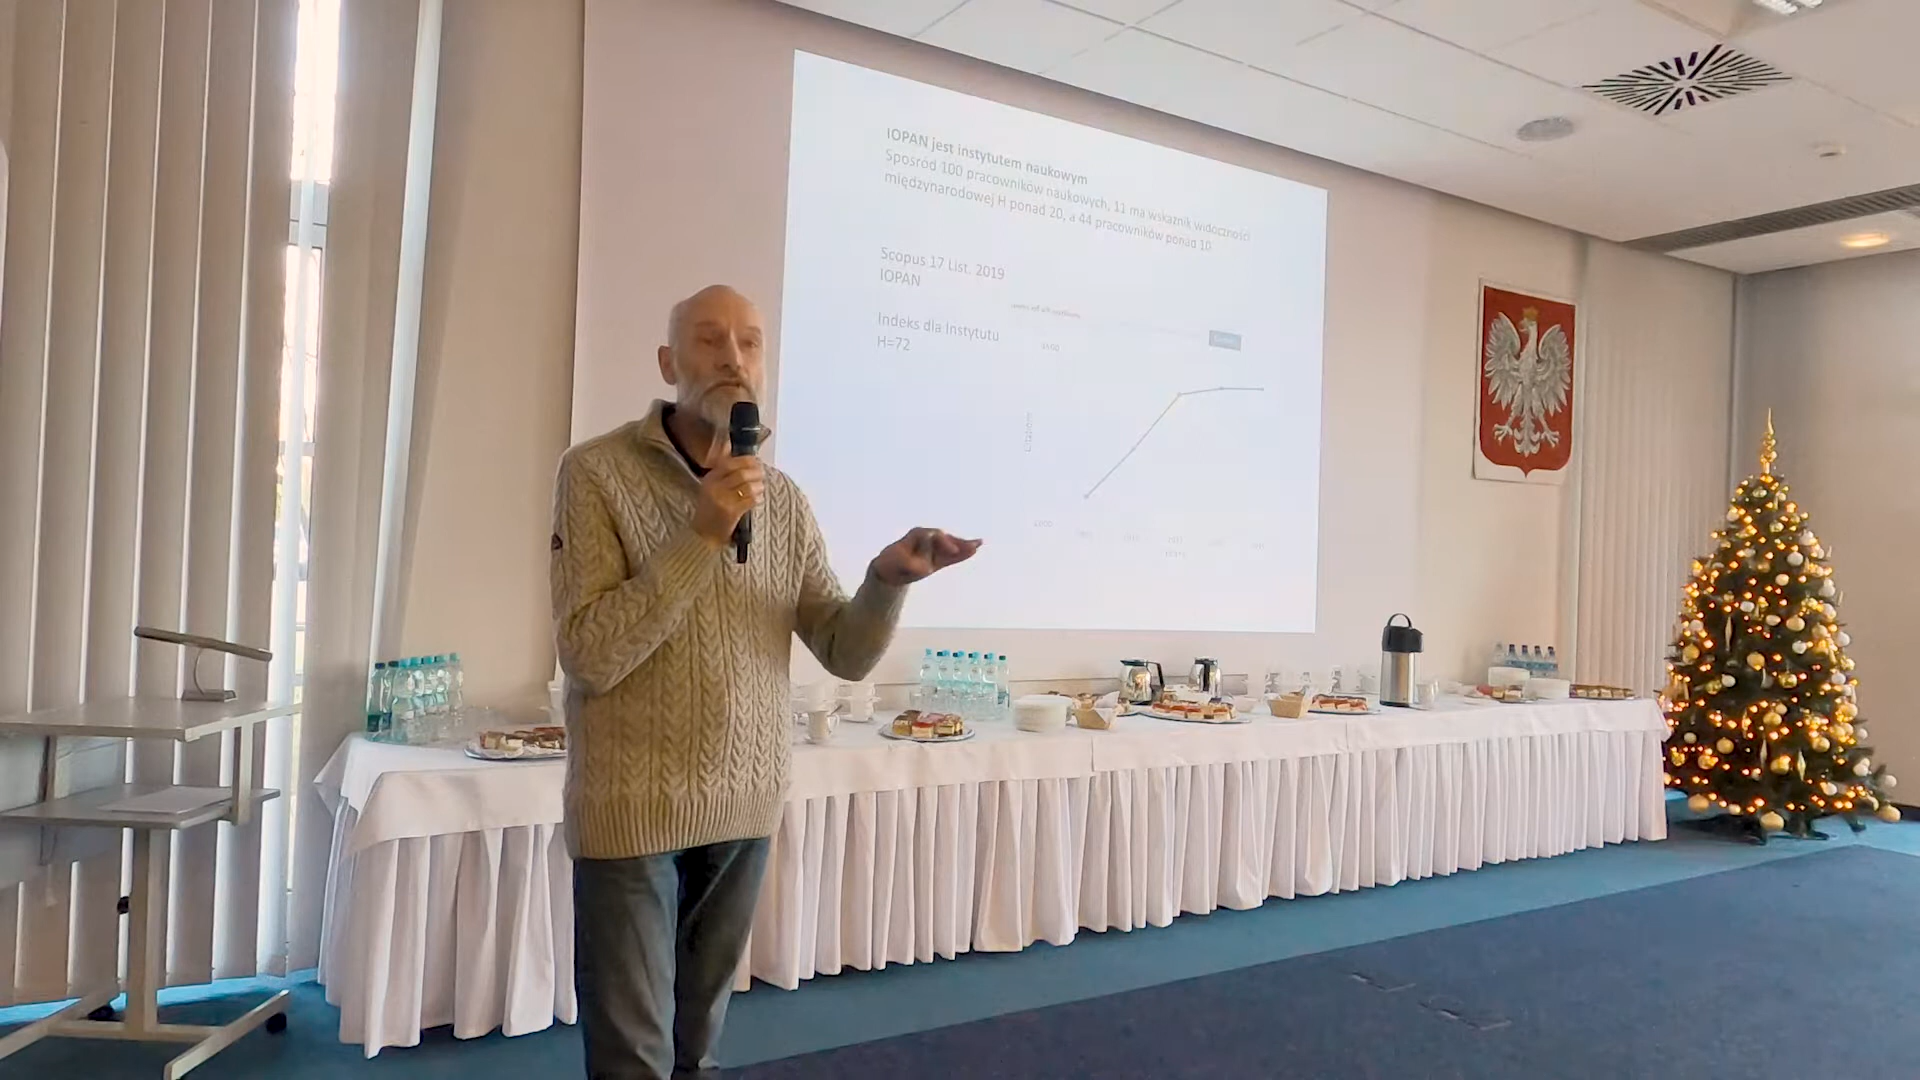 IOPAN jest instytutem naukowym
Spośród 100 pracowników naukowych, 11 ma wskaźnik widoczności
międzynarodowej H ponad 20, a 44 pracowników ponad 10
Scopus 17 List. 2019
IOPAN
Indeks dla Instytutu
H=72